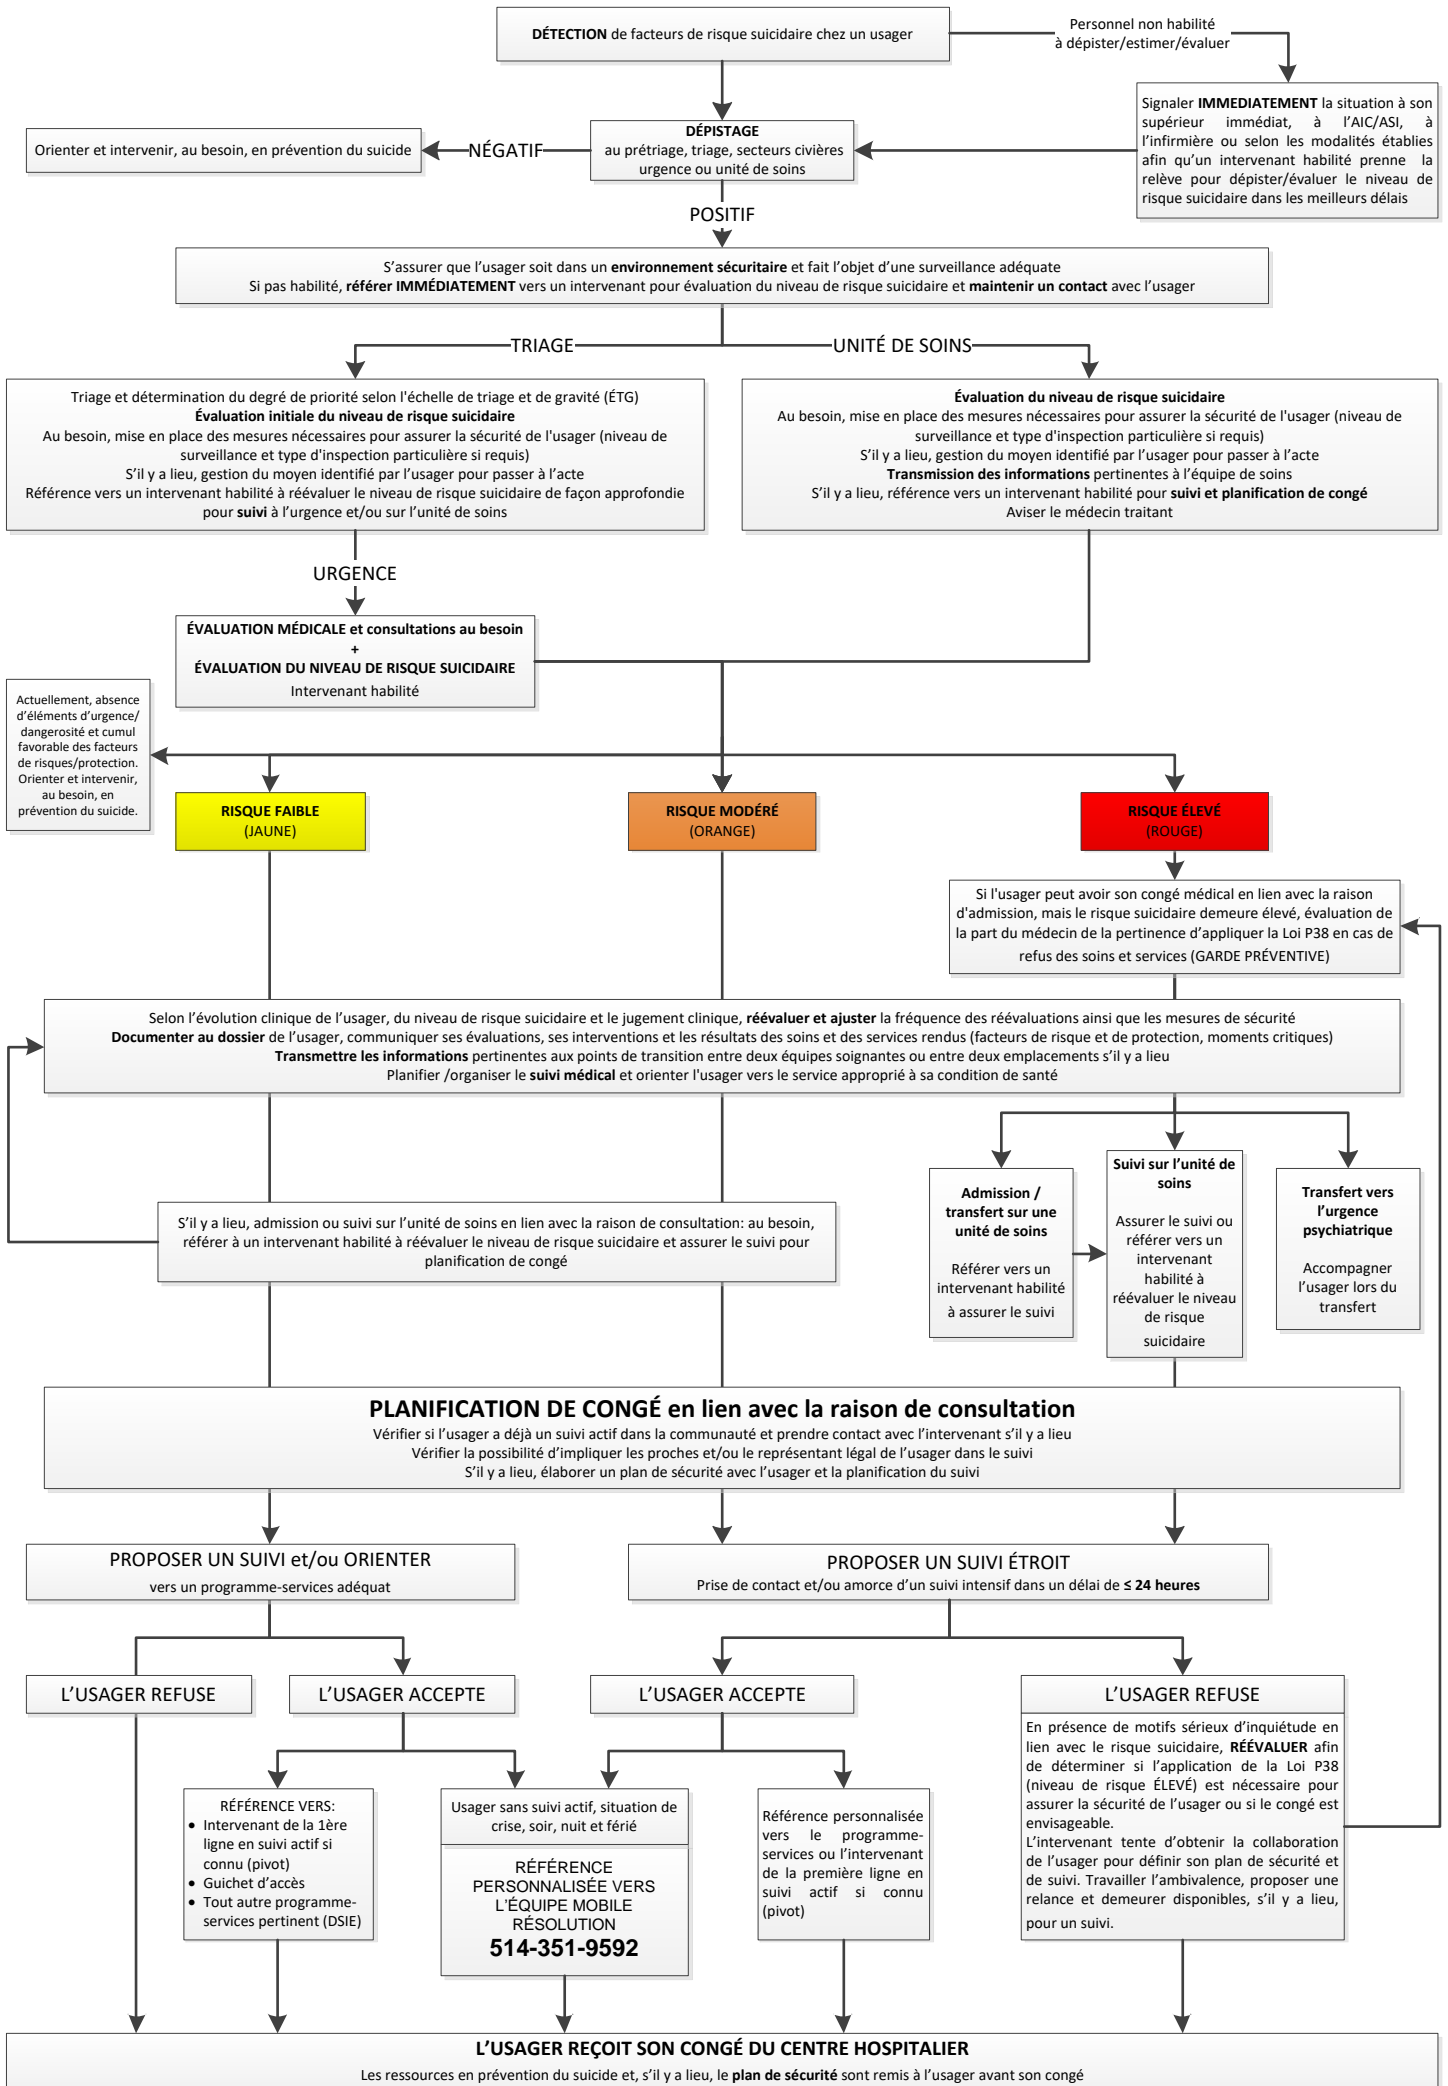 DÉTECTION de facteurs de risque suicidaire chez un usager
Personnel non habilité
à dépister/estimer/évaluer
Signaler IMMEDIATEMENT la situation à son
supérieur immédiat, à l'AIC/ASI, à
l'infirmière ou selon les modalités établies
afin qu'un intervenant habilité prenne la
relève pour dépister/évaluer le niveau de
risque suicidaire dans les meilleurs délais
DÉPISTAGE
au prétriage, triage, secteurs civières
urgence ou unité de soins
NÉGATIF
Orienter et intervenir, au besoin, en prévention du suicide
POSITIF
S'assurer que l'usager soit dans un environnement sécuritaire et fait l'objet d'une surveillance adéquate
Si pas habilité, référer IMMÉDIATEMENT vers un intervenant pour évaluation du niveau de risque suicidaire et maintenir un contact avec l'usager
TRIAGE
UNITÉ DE SOINS
Triage et détermination du degré de priorité selon l'échelle de triage et de gravité (ÉTG)
Évaluation initiale du niveau de risque suicidaire
Au besoin, mise en place des mesures nécessaires pour assurer la sécurité de l'usager (niveau de
surveillance et type d'inspection particulière si requis)
S'il y a lieu, gestion du moyen identifié par l'usager pour passer à l'acte
Référence vers un intervenant habilité à réévaluer le niveau de risque suicidaire de façon approfondie
pour suivi à l'urgence et/ou sur l'unité de soins
Évaluation du niveau de risque suicidaire
Au besoin, mise en place des mesures nécessaires pour assurer la sécurité de l'usager (niveau de
surveillance et type d'inspection particulière si requis)
S'il y a lieu, gestion du moyen identifié par l'usager pour passer à l'acte
Transmission des informations pertinentes à l'équipe de soins
S'il y a lieu, référence vers un intervenant habilité pour suivi et planification de congé
Aviser le médecin traitant
URGENCE
ÉVALUATION MÉDICALE et consultations au besoin
+
ÉVALUATION DU NIVEAU DE RISQUE SUICIDAIRE
Intervenant habilité
Actuellement, absence
d'éléments d'urgence/
dangerosité et cumul
favorable des facteurs
de risques/protection.
Orienter et intervenir,
au besoin, en
prévention du suicide.
RISQUE FAIBLE
(JAUNE)
RISQUE MODÉRÉ
(ORANGE)
RISQUE ÉLEVÉ
(ROUGE)
Si l'usager peut avoir son congé médical en lien avec la raison
d'admission, mais le risque suicidaire demeure élevé, évaluation de
la part du médecin de la pertinence d'appliquer la Loi P38 en cas de
refus des soins et services (GARDE PRÉVENTIVE)
Selon l'évolution clinique de l'usager, du niveau de risque suicidaire et le jugement clinique, réévaluer et ajuster la fréquence des réévaluations ainsi que les mesures de sécurité
Documenter au dossier de l'usager, communiquer ses évaluations, ses interventions et les résultats des soins et des services rendus (facteurs de risque et de protection, moments critiques)
Transmettre les informations pertinentes aux points de transition entre deux équipes soignantes ou entre deux emplacements s'il y a lieu
Planifier /organiser le suivi médical et orienter l'usager vers le service approprié à sa condition de santé
S'il y a lieu, admission ou suivi sur l'unité de soins en lien avec la raison de consultation: au besoin,
référer à un intervenant habilité à réévaluer le niveau de risque suicidaire et assurer le suivi pour
planification de congé
Admission /
transfert sur une
unité de soins
Référer vers un
intervenant habilité
à assurer le suivi
Suivi sur l'unité de
soins
Assurer le suivi ou
référer vers un
intervenant
habilité à
réévaluer le niveau
de risque
suicidaire
Transfert vers
l'urgence
psychiatrique
Accompagner
l'usager lors du
transfert
PLANIFICATION DE CONGÉ en lien avec la raison de consultation
Vérifier si l'usager a déjà un suivi actif dans la communauté et prendre contact avec l'intervenant s'il y a lieu
Vérifier la possibilité d'impliquer les proches et/ou le représentant légal de l'usager dans le suivi
S'il y a lieu, élaborer un plan de sécurité avec l'usager et la planification du suivi
PROPOSER UN SUIVI et/ou ORIENTER
vers un programme-services adéquat
PROPOSER UN SUIVI ÉTROIT
Prise de contact et/ou amorce d'un suivi intensif dans un délai de ≤ 24 heures
L'USAGER REFUSE
L'USAGER ACCEPTE
L'USAGER ACCEPTE
L'USAGER REFUSE
RÉFÉRENCE VERS:
• Intervenant de la 1ère
ligne en suivi actif si
connu (pivot)
• Guichet d'accès
• Tout autre programme-
services pertinent (DSIE)
Usager sans suivi actif, situation de
crise, soir, nuit et férié
RÉFÉRENCE
PERSONNALISÉE VERS
L'ÉQUIPE MOBILE
RÉSOLUTION
514-351-9592
Référence personnalisée
vers le programme-
services ou l'intervenant
de la première ligne en
suivi actif si connu
(pivot)
En présence de motifs sérieux d'inquiétude en
lien avec le risque suicidaire, RÉÉVALUER afin
de déterminer si l'application de la Loi P38
(niveau de risque ÉLEVÉ) est nécessaire pour
assurer la sécurité de l'usager ou si le congé est
envisageable.
L'intervenant tente d'obtenir la collaboration
de l'usager pour définir son plan de sécurité et
de suivi. Travailler l'ambivalence, proposer une
relance et demeurer disponibles, s'il y a lieu,
pour un suivi.
L'USAGER REÇOIT SON CONGÉ DU CENTRE HOSPITALIER
Les ressources en prévention du suicide et, s'il y a lieu, le plan de sécurité sont remis à l'usager avant son congé